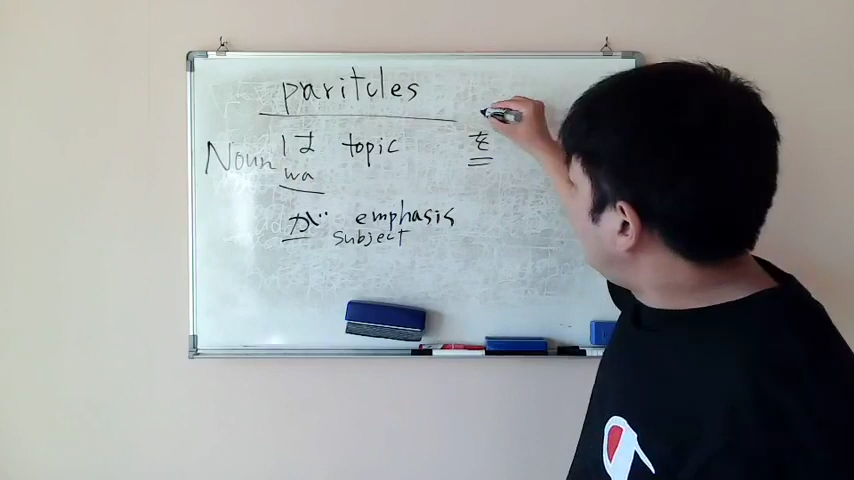 paritcles
Noun は topic を
wa
が emphasis
subject